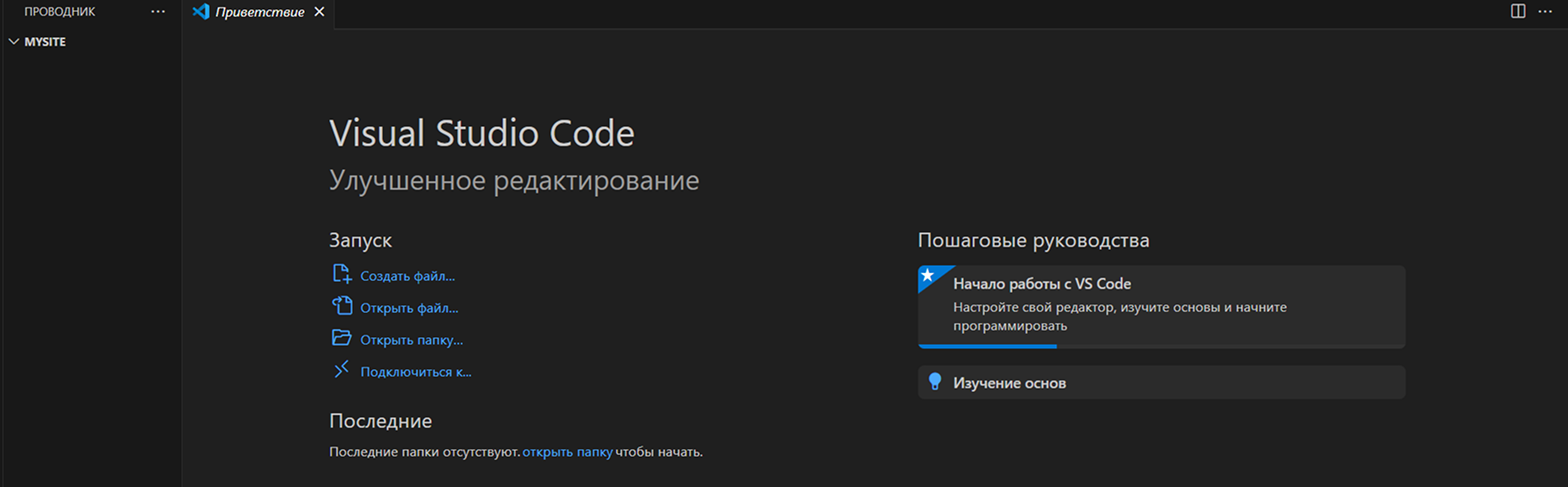 ПРОВОДНИК
MYSITE
Приветствие
Visual Studio Code
Улучшенное редактирование
Запуск
Создать файл...
Открыть файл...
Открыть папку...
Подключиться к...
Последние
Последние папки отсутствуют. открыть папку чтобы начать.
Пошаговые руководства
Начало работы с VS Code
Настройте свой редактор, изучите основы и начните
программировать
Изучение основ